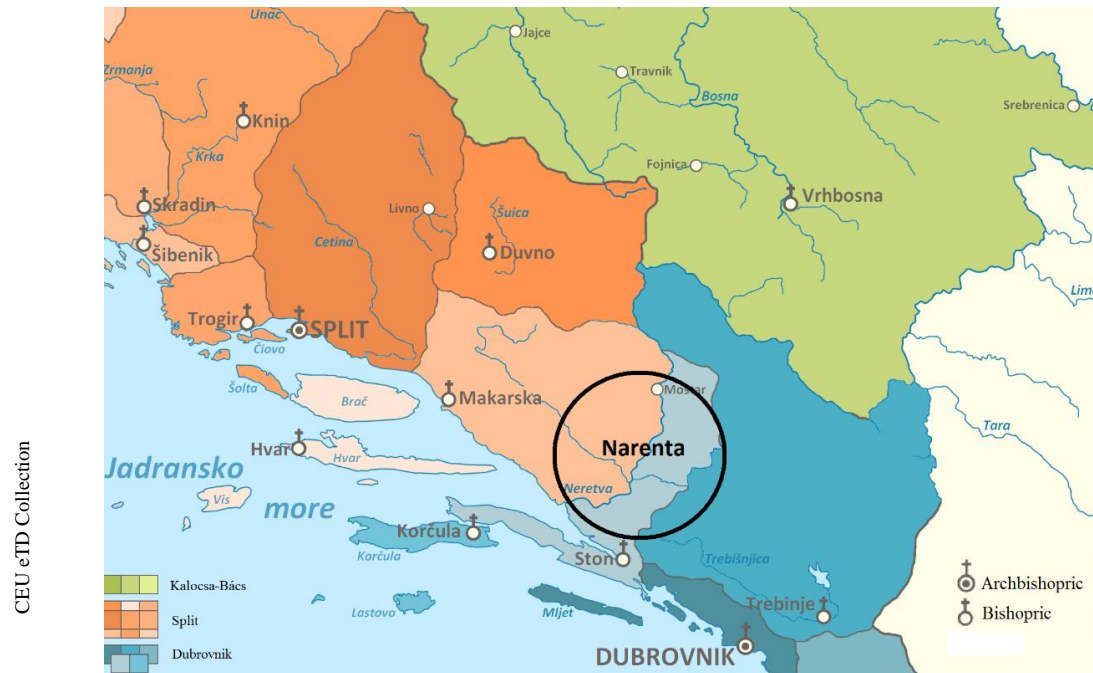 Unač
Jajce
Zrmanja
Travnik
Bosna
Srebrenica
Knin
Krka
Fojnica
Vrhbosna
Skradin
Livno
Šuica
Cetina
Duvno
Šibenik
Lim
Trogir
SPLIT
Čiovo
Šolta
Brač
Makarska
Mostar
Tara
Narenta
Hvar
Hvar
Jadransko
more
Vis
Neretva
Korčula
Korčula
Ston
Trebišnjica
Lastovo
Mljet
Trebinje
DUBROVNIK
Kalocsa-Bács
Split
Dubrovnik
Archbishopric
Bishopric
CEU eTD Collection